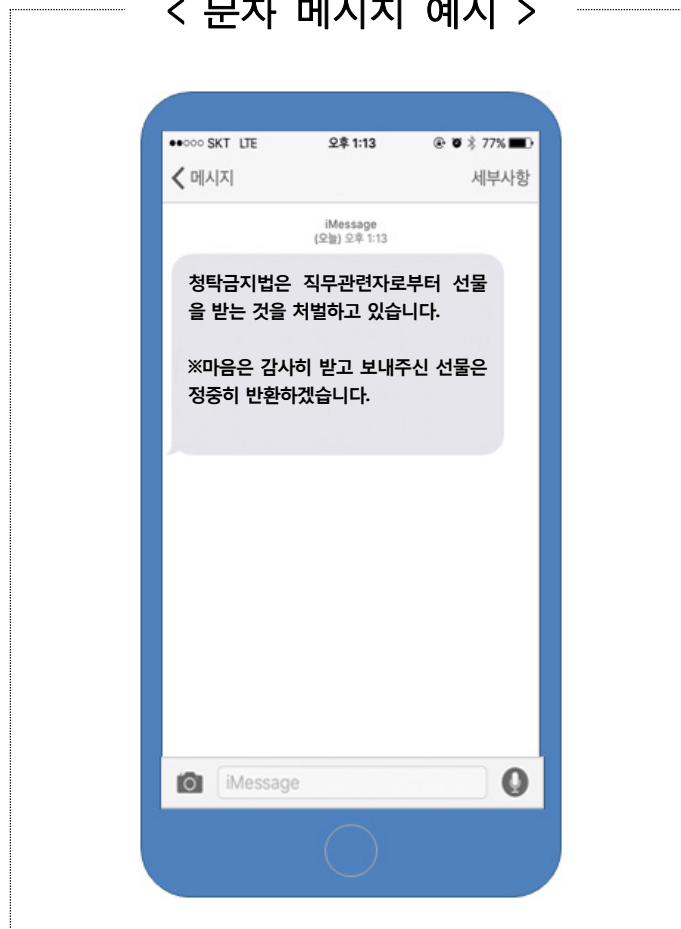 < 문자 메시지 예시 >
SKT LTE 오후 1:13 77%
메시지 세부사항
iMessage
(오늘) 오후 1:13
청탁금지법은 직무관련자로부터 선물
을 받는 것을 처벌하고 있습니다.
※마음은 감사히 받고 보내주신 선물은
정중히 반환하겠습니다.
iMessage